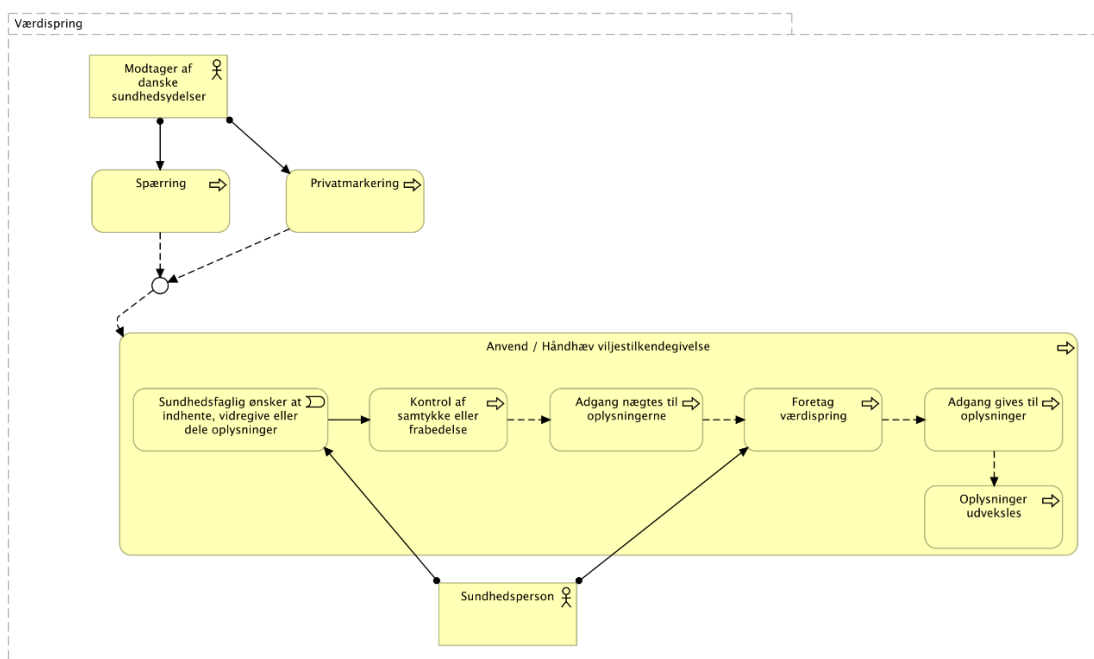 Værdispring
Modtager af
danske
sundhedsydelser
Spærring
Privatmarkering
Anvend / Håndhæv viljestilkendegivelse
Sundhedsfaglig ønsker at
indhente, vidregive eller
dele oplysninger
Kontrol af
samtykke eller
frabedelse
Adgang nægtes til
oplysningerne
Foretag
værdispring
Adgang gives til
oplysninger
Oplysninger
udveksles
Sundhedsperson